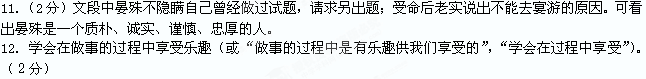 11.（2分）文段中晏殊不隐瞒自己曾经做过试题，请求另出题；受命后老实说出不能去宴游的原因。可看
出晏殊是一个质朴、诚实、谨慎、忠厚的人。
12. 学会在做事的过程中享受乐趣（或“做事的过程中是有乐趣供我们享受的”，“学会在过程中享受”）。
（2分）